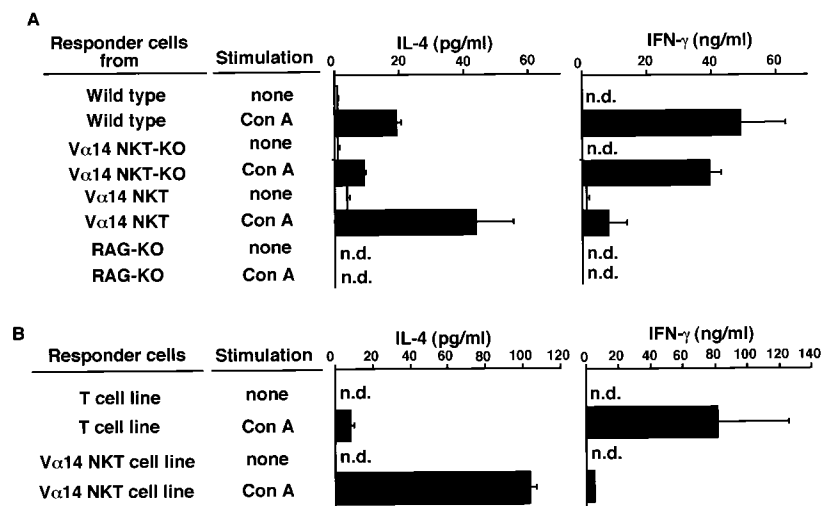 A
Responder cells from Stimulation IL-4 (pg/ml) IFN-γ (ng/ml)
0 20 40 60 0 20 40 60
Wild type none n.d.
Wild type Con A
Vα14 NKT-KO none n.d.
Vα14 NKT-KO Con A
Vα14 NKT none
Vα14 NKT Con A
RAG-KO none n.d. n.d.
RAG-KO Con A n.d. n.d.
B
Responder cells Stimulation IL-4 (pg/ml) IFN-γ (ng/ml)
0 20 40 60 80 100 120 0 20 40 60 80 100 120 140
T cell line none n.d. n.d.
T cell line Con A
Vα14 NKT cell line none n.d. n.d.
Vα14 NKT cell line Con A